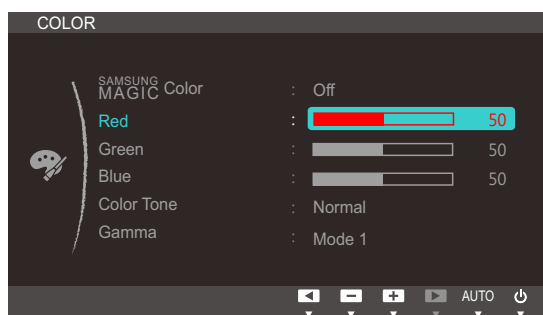 COLOR
SAMSUNG MAGIC Color : Off
Red : 50
Green : 50
Blue : 50
Color Tone : Normal
Gamma : Mode 1
AUTO